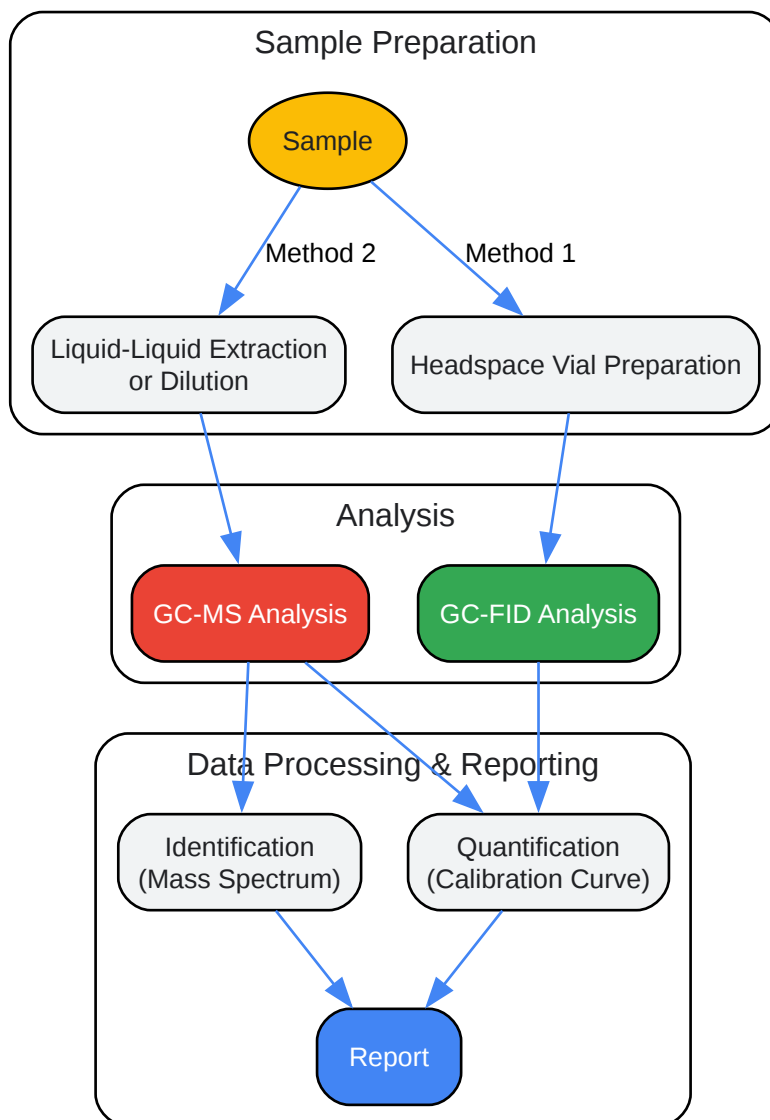 Sample Preparation
Sample
Method 2
Method 1
Liquid-Liquid Extraction
or Dilution
Headspace Vial Preparation
Analysis
GC-MS Analysis
GC-FID Analysis
Data Processing & Reporting
Identification
(Mass Spectrum)
Quantification
(Calibration Curve)
Report